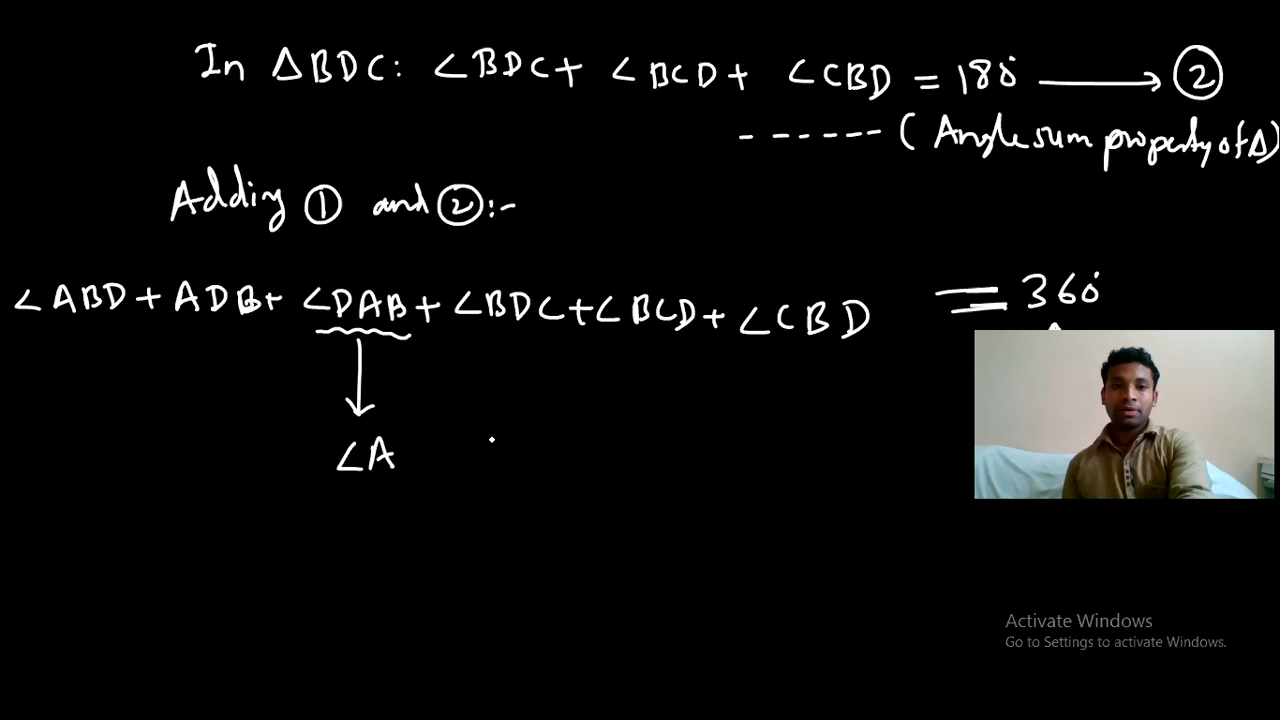 In ΔBDC: ∠BDC + ∠BCD + ∠CBD = 180° ⟶ ②
------ ( Angle sum property of Δ)
Adding ① and ②:-
∠ABD + ADB + ∠DAB + ∠BDC + ∠BCD + ∠CBD = 360°
∠A
Activate Windows
Go to Settings to activate Windows.